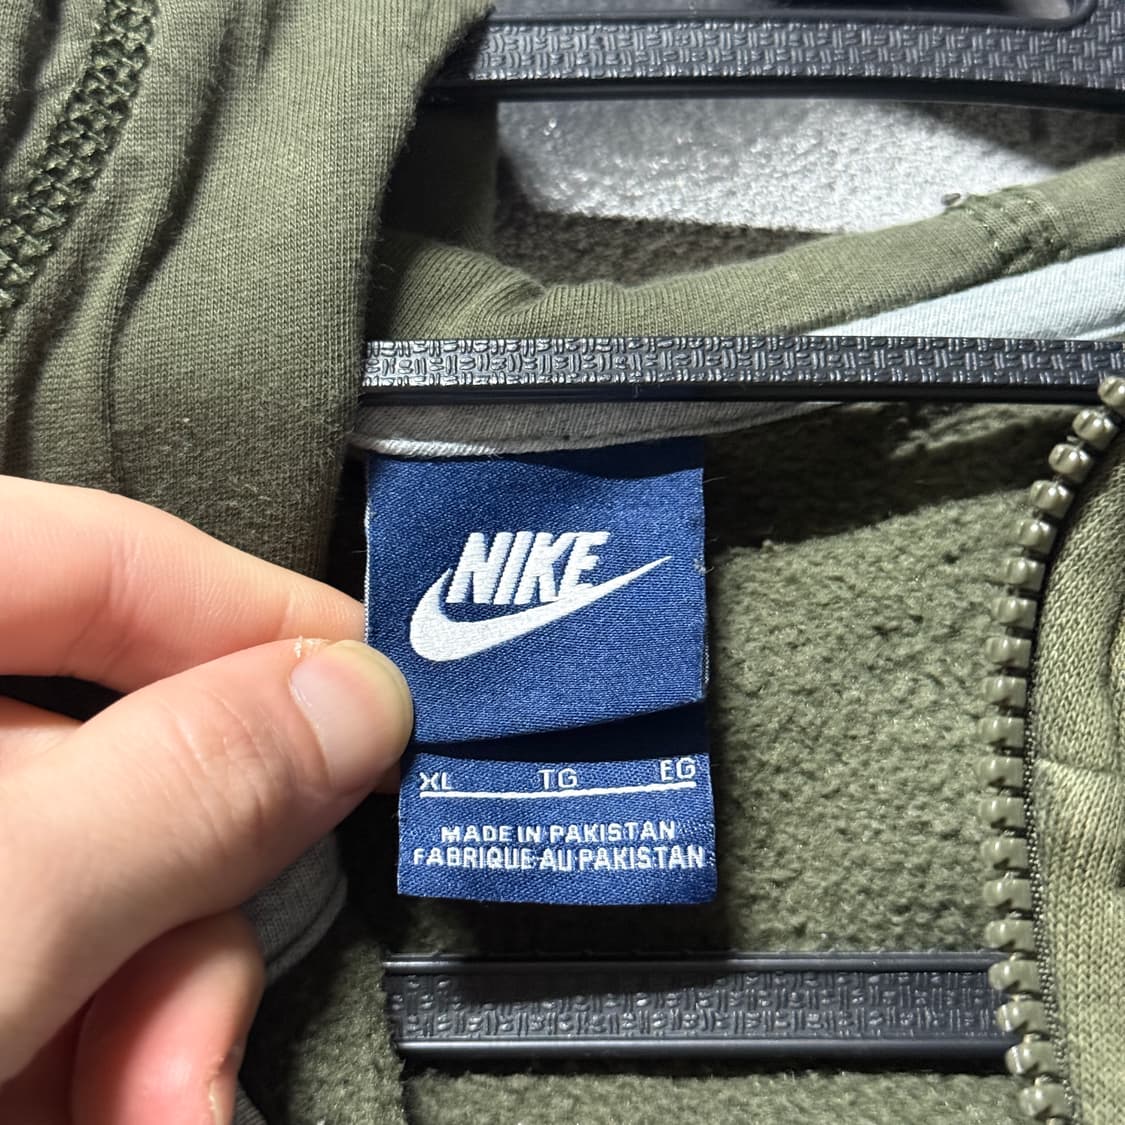 NIKE
XL TG EG
MADE IN PAKISTAN
FABRIQUE AU PAKISTAN